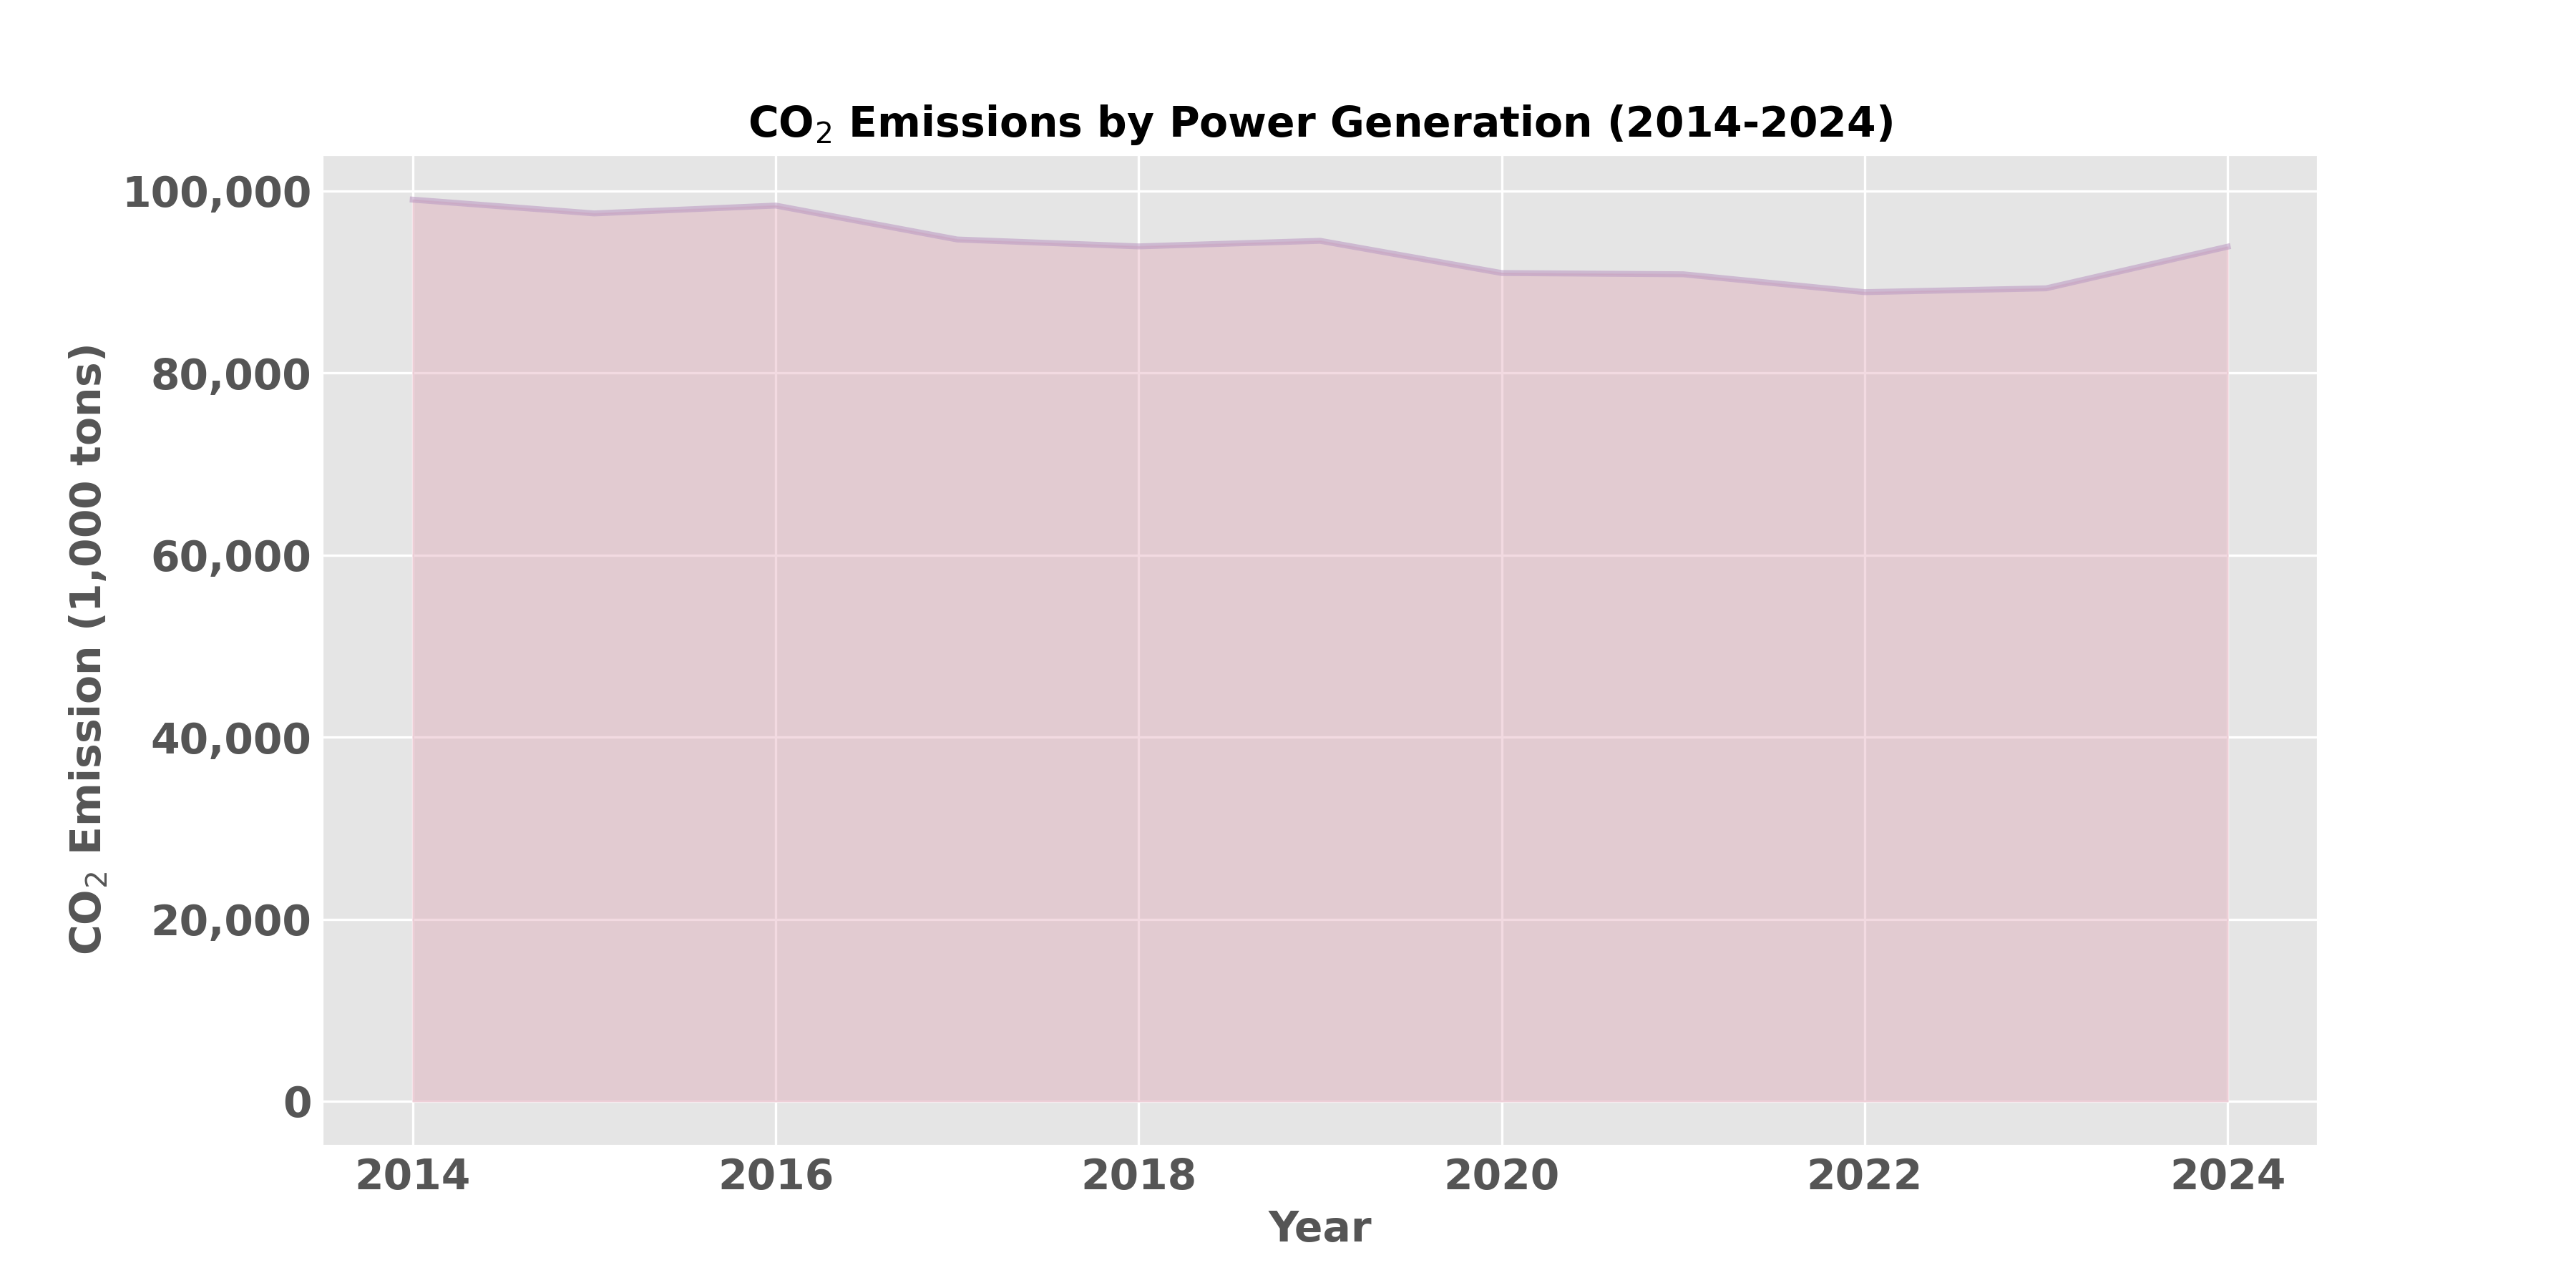 CO₂ Emissions by Power Generation (2014-2024)
CO₂ Emission (1,000 tons)
100,000
80,000
60,000
40,000
20,000
0
2014 2016 2018 2020 2022 2024
Year